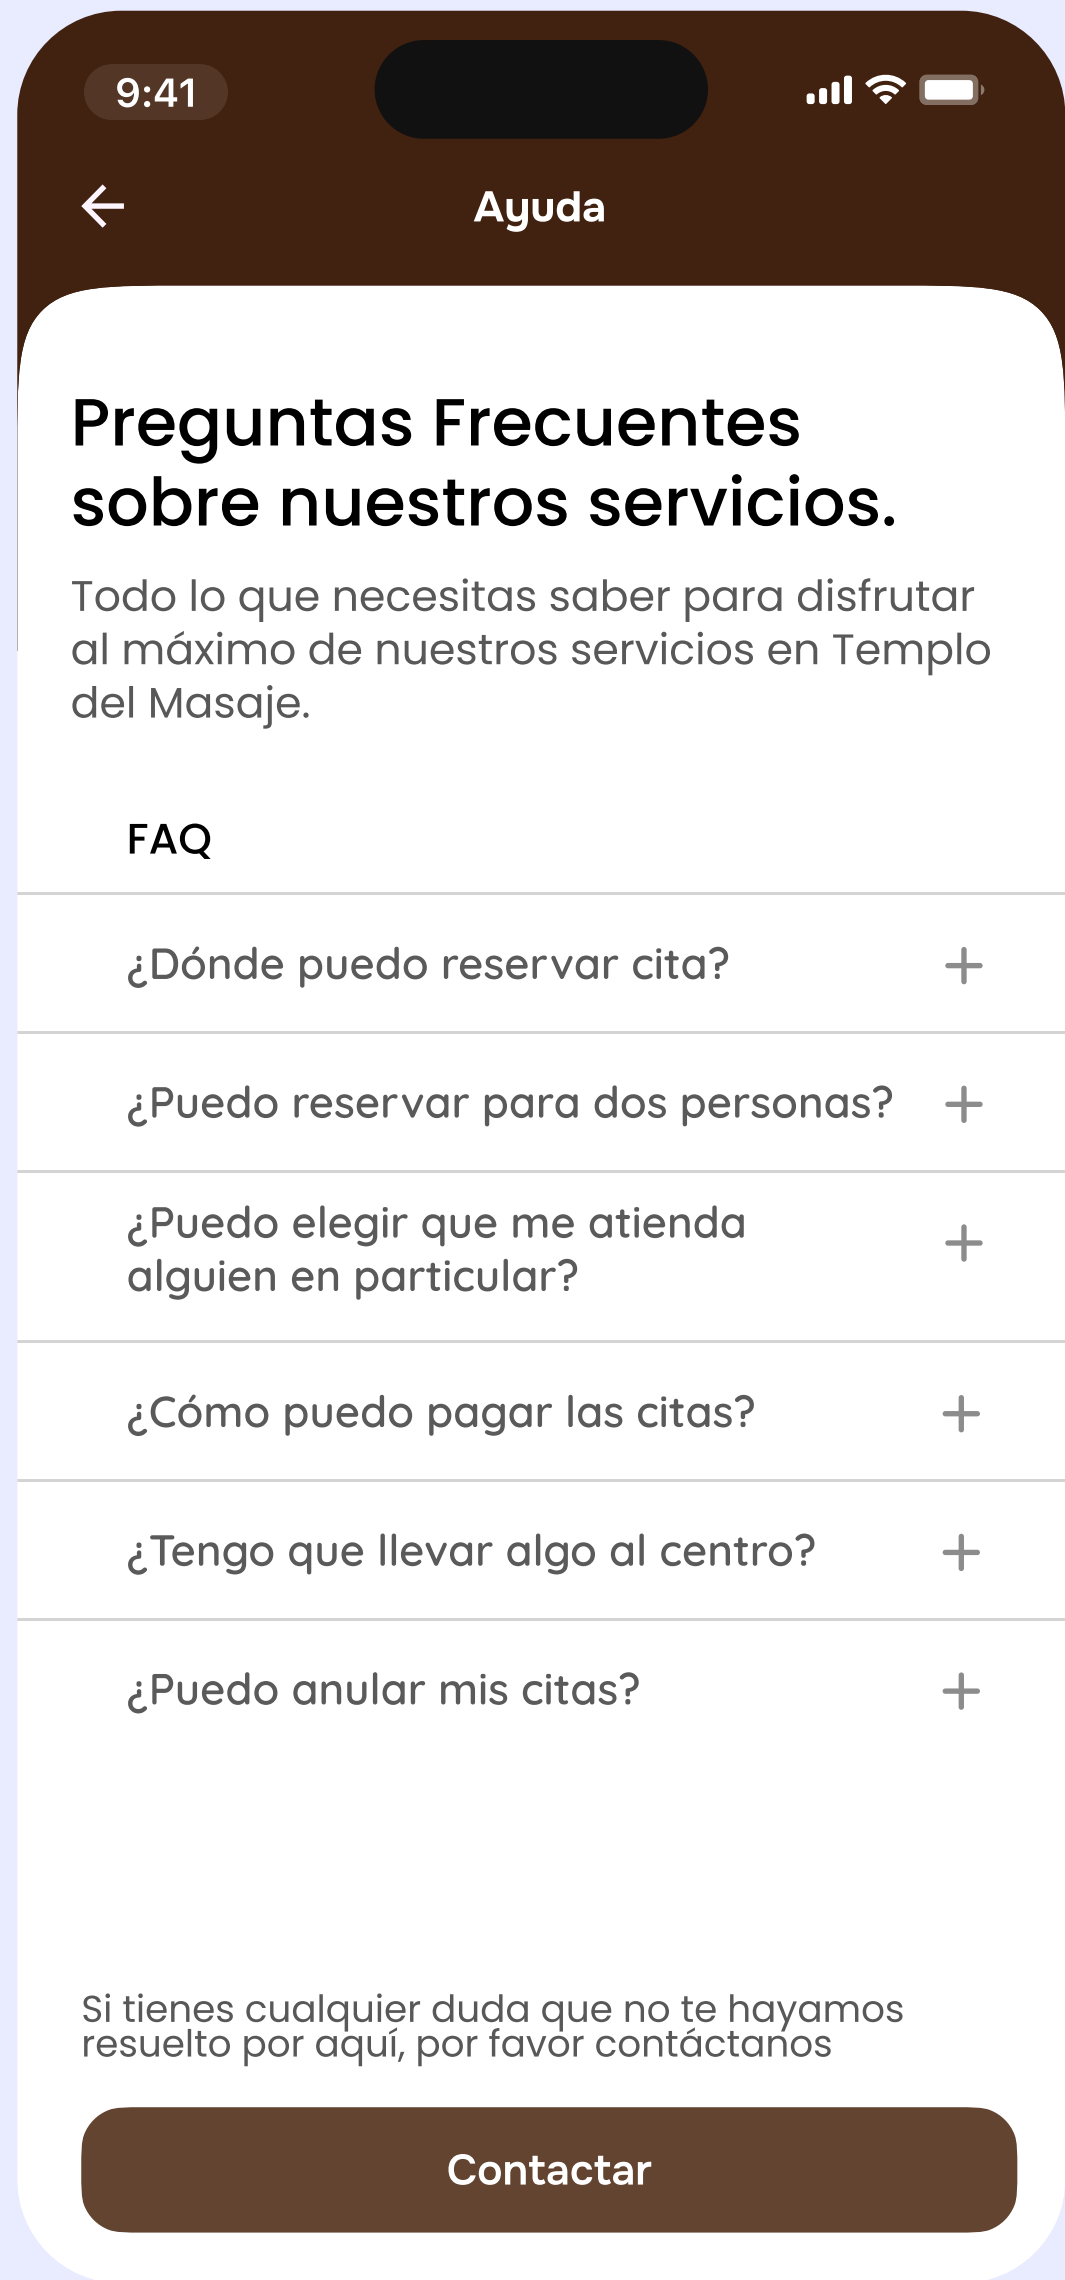 9:41
Ayuda
Preguntas Frecuentes
sobre nuestros servicios.
Todo lo que necesitas saber para disfrutar
al máximo de nuestros servicios en Templo
del Masaje.
FAQ
¿Dónde puedo reservar cita?
¿Puedo reservar para dos personas?
¿Puedo elegir que me atienda
alguien en particular?
¿Cómo puedo pagar las citas?
¿Tengo que llevar algo al centro?
¿Puedo anular mis citas?
Si tienes cualquier duda que no te hayamos
resuelto por aquí, por favor contáctanos
Contactar